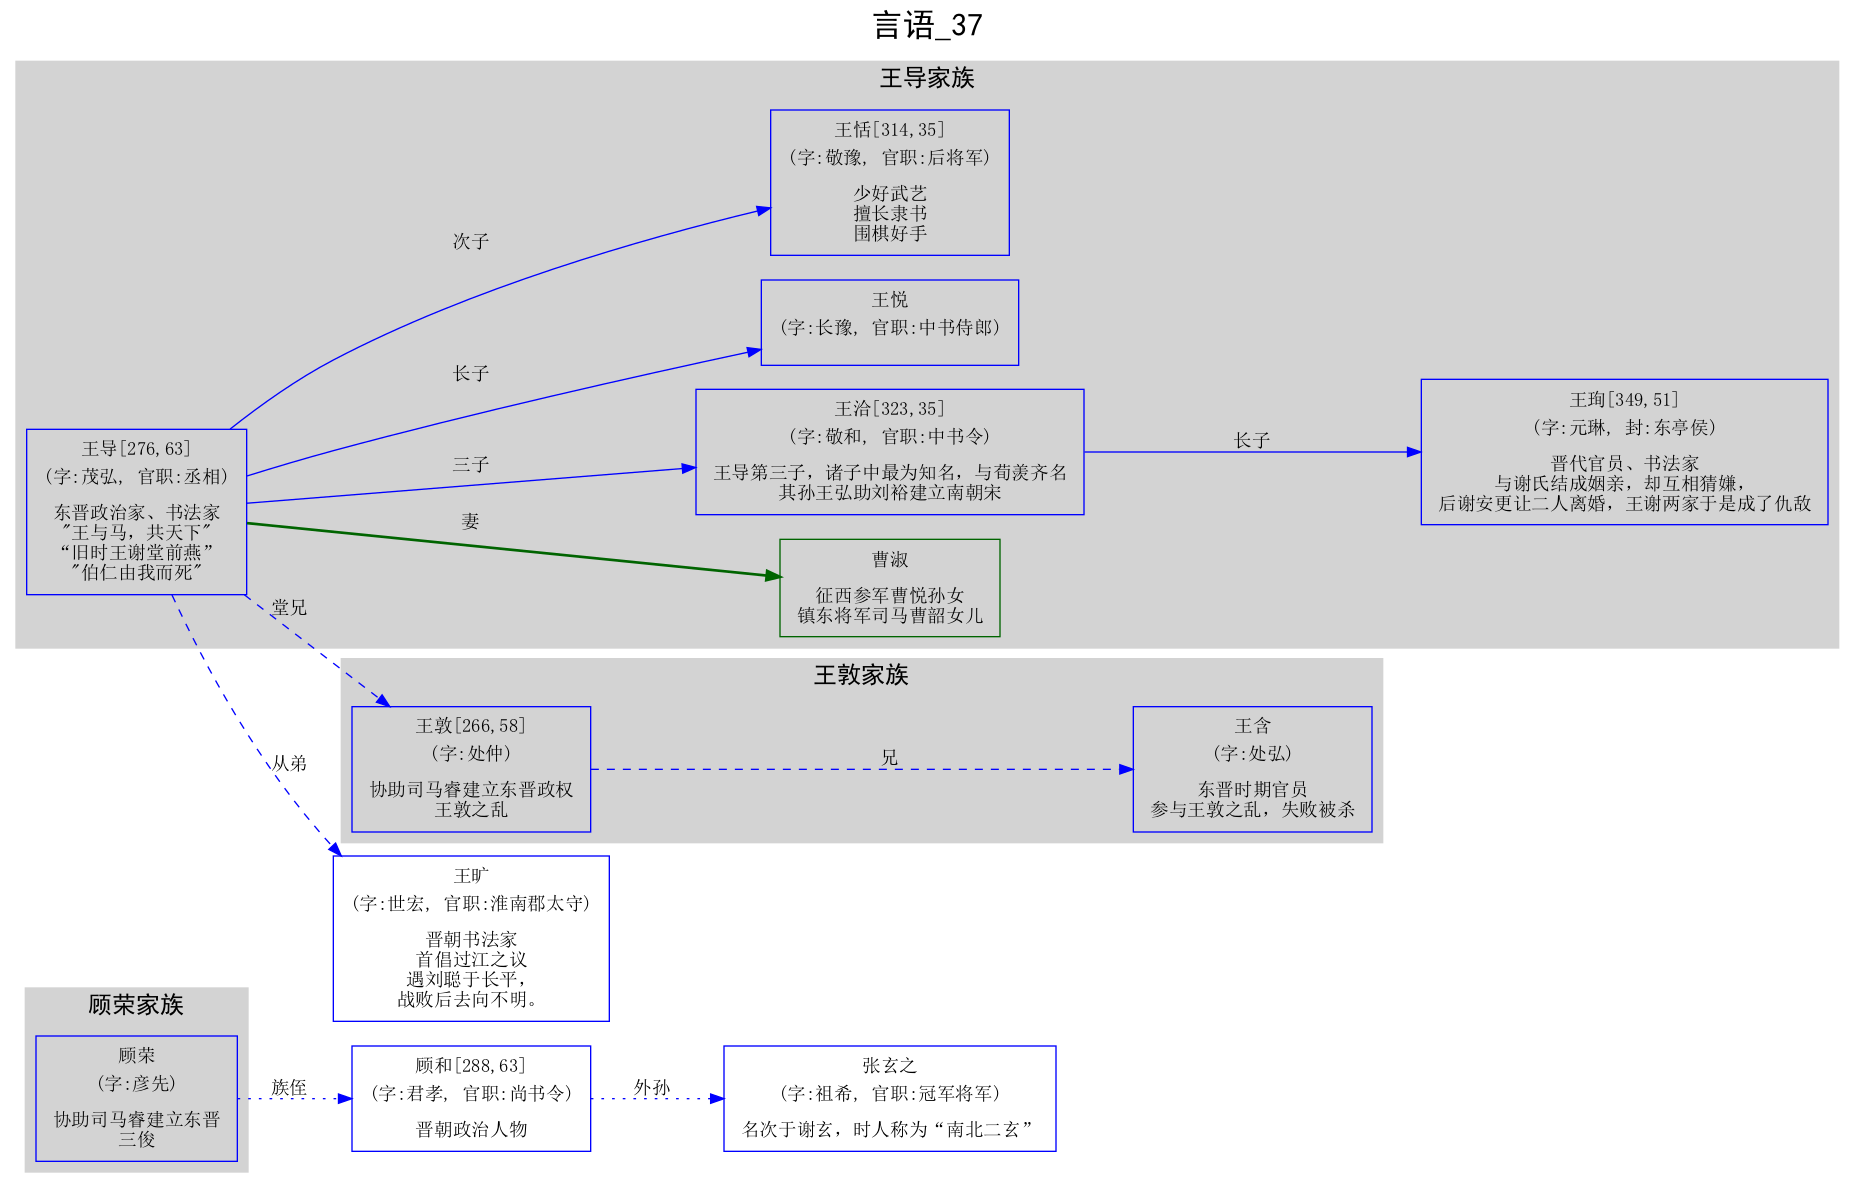 言语_37
王导家族
王恬[314,35]
(字:敬豫, 官职:后将军)
少好武艺
擅长隶书
围棋好手
次子
王悦
(字:长豫, 官职:中书侍郎)
长子
王导[276,63]
(字:茂弘, 官职:丞相)
东晋政治家、书法家
"王与马，共天下"
“旧时王谢堂前燕”
"伯仁由我而死"
三子
王洽[323,35]
(字:敬和, 官职:中书令)
王导第三子，诸子中最为知名，与荀羡齐名
其孙王弘助刘裕建立南朝宋
长子
王珣[349,51]
(字:元琳, 封:东亭侯)
晋代官员、书法家
与谢氏结成姻亲，却互相猜嫌，
后谢安更让二人离婚，王谢两家于是成了仇敌
妻
曹淑
征西参军曹悦孙女
镇东将军司马曹韶女儿
堂兄
王敦家族
王敦[266,58]
(字:处仲)
协助司马睿建立东晋政权
王敦之乱
兄
王含
(字:处弘)
东晋时期官员
参与王敦之乱，失败被杀
从弟
王旷
(字:世宏, 官职:淮南郡太守)
晋朝书法家
首倡过江之议
遇刘聪于长平，
战败后去向不明。
顾荣家族
顾荣
(字:彦先)
协助司马睿建立东晋
三俊
族侄
顾和[288,63]
(字:君孝, 官职:尚书令)
晋朝政治人物
外孙
张玄之
(字:祖希, 官职:冠军将军)
名次于谢玄，时人称为“南北二玄”